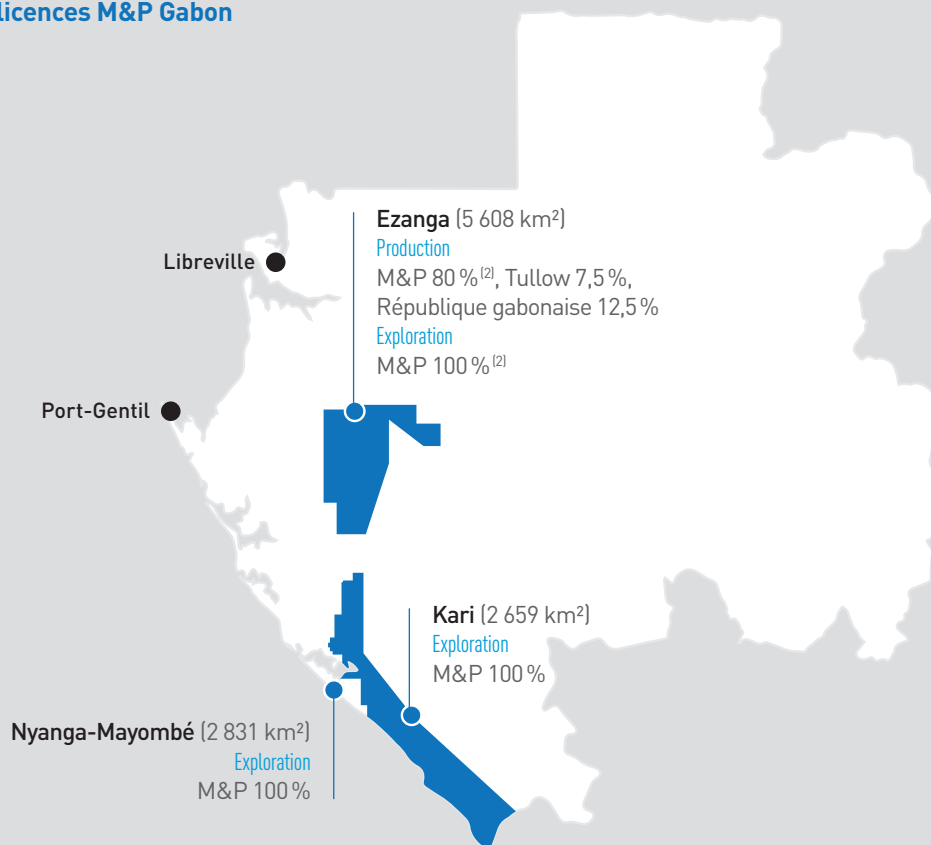 licences M&P Gabon
Libreville
Port-Gentil
Ezanga (5 608 km²)
Production
M&P 80 %(2), Tullow 7,5 %,
République gabonaise 12,5 %
Exploration
M&P 100 %(2)
Kari (2 659 km²)
Exploration
M&P 100 %
Nyanga-Mayombé (2 831 km²)
Exploration
M&P 100 %